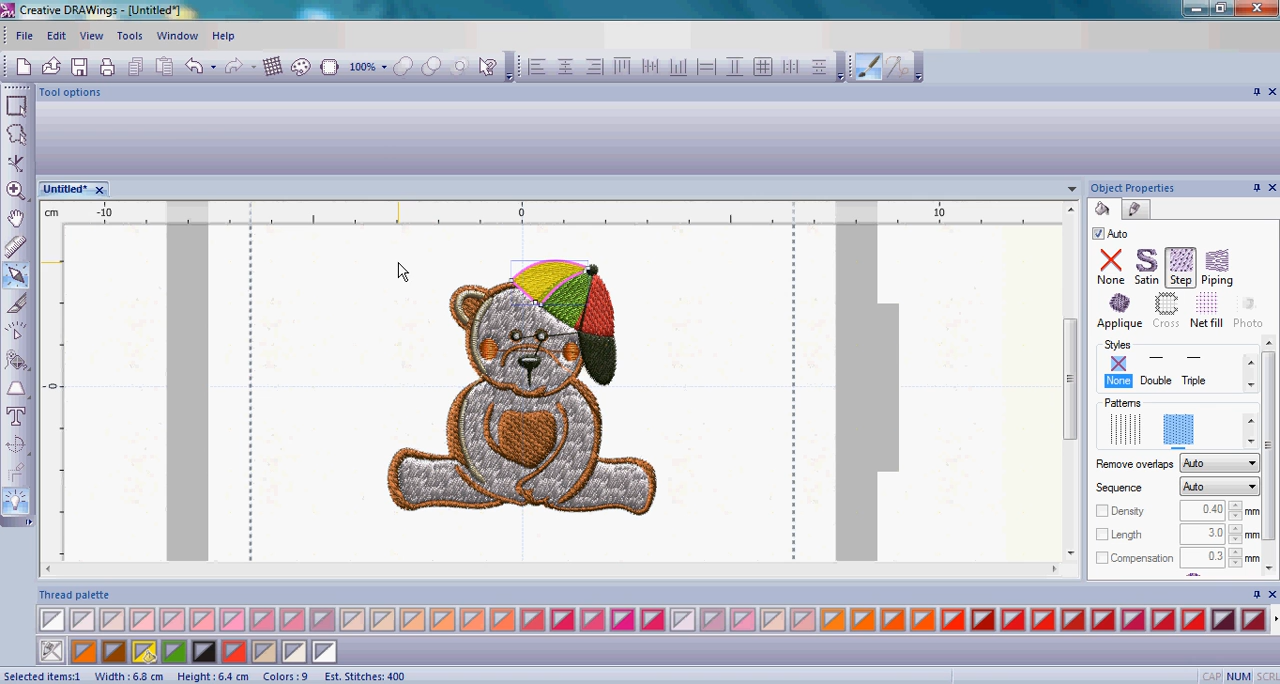 Creative DRAWings - [Untitled*]
File Edit View Tools Window Help
100%
Tool options
Untitled*
cm -10 0 10
0
Object Properties
Auto
None Satin Step Piping
Applique Cross Net fill Photo
Styles
None Double Triple
Patterns
Remove overlaps Auto
Sequence Auto
Density 0.40 mm
Length 3.0 mm
Compensation 0.3 mm
Thread palette
Selected items:1 Width : 6.8 cm Height : 6.4 cm Colors : 9 Est. Stitches: 400 CAP NUM SCRL